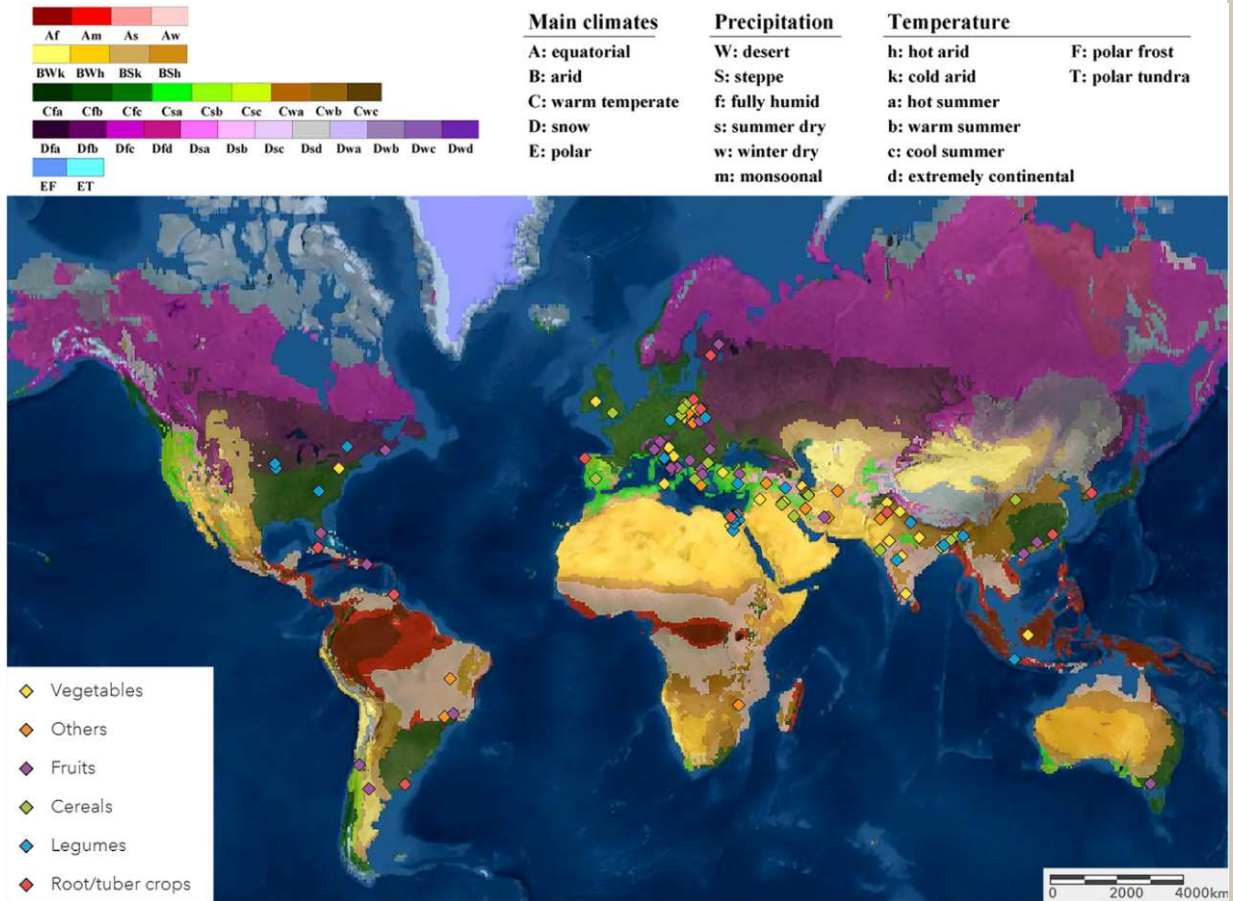 Af Am As Aw
BWk BWh BSk BSh
Cfa Cfb Cfc Csa Csb Csc Cwa Cwb Cwc
Dfa Dfb Dfc Dfd Dsa Dsb Dsc Dsd Dwa Dwb Dwc Dwd
EF ET
Main climates
A: equatorial
B: arid
C: warm temperate
D: snow
E: polar
Precipitation
W: desert
S: steppe
f: fully humid
s: summer dry
w: winter dry
m: monsoonal
Temperature
h: hot arid
k: cold arid
a: hot summer
b: warm summer
c: cool summer
d: extremely continental
F: polar frost
T: polar tundra
Vegetables
Others
Fruits
Cereals
Legumes
Root/tuber crops
0 2000 4000km